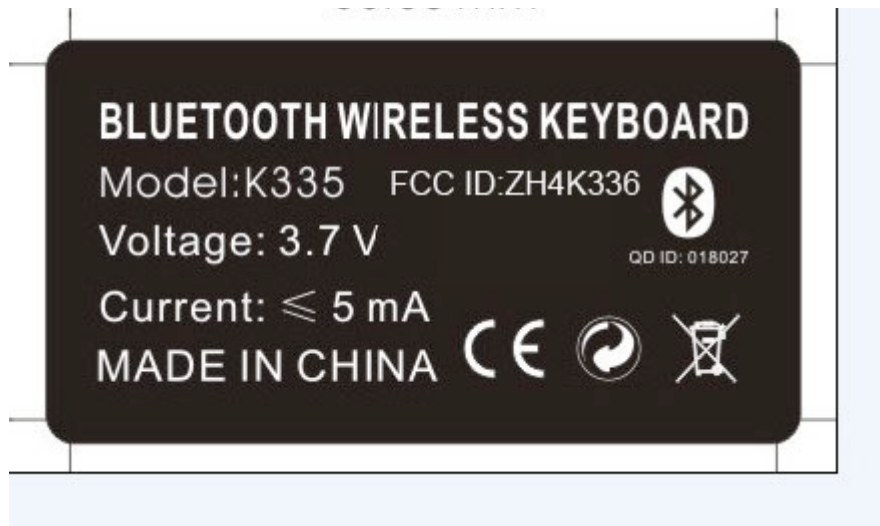 BLUETOOTH WIRELESS KEYBOARD
Model:K335 FCC ID:ZH4K336
Voltage: 3.7 V
QD ID: 018027
Current: ≤ 5 mA
MADE IN CHINA CE